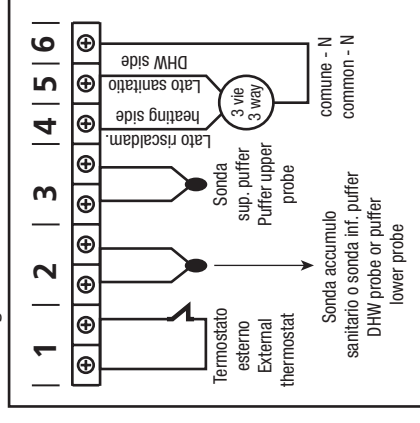 1 2 3 4 5 6
Termostato
esterno
External
thermostat
Sonda accumulo
sanitario o sonda inf. puffer
DHW probe or puffer
lower probe
Sonda
sup. puffer
Puffer upper
probe
Lato riscaldam.
heating side
Lato sanitatio
DHW side
3 vie
3 way
comune - N
common - N